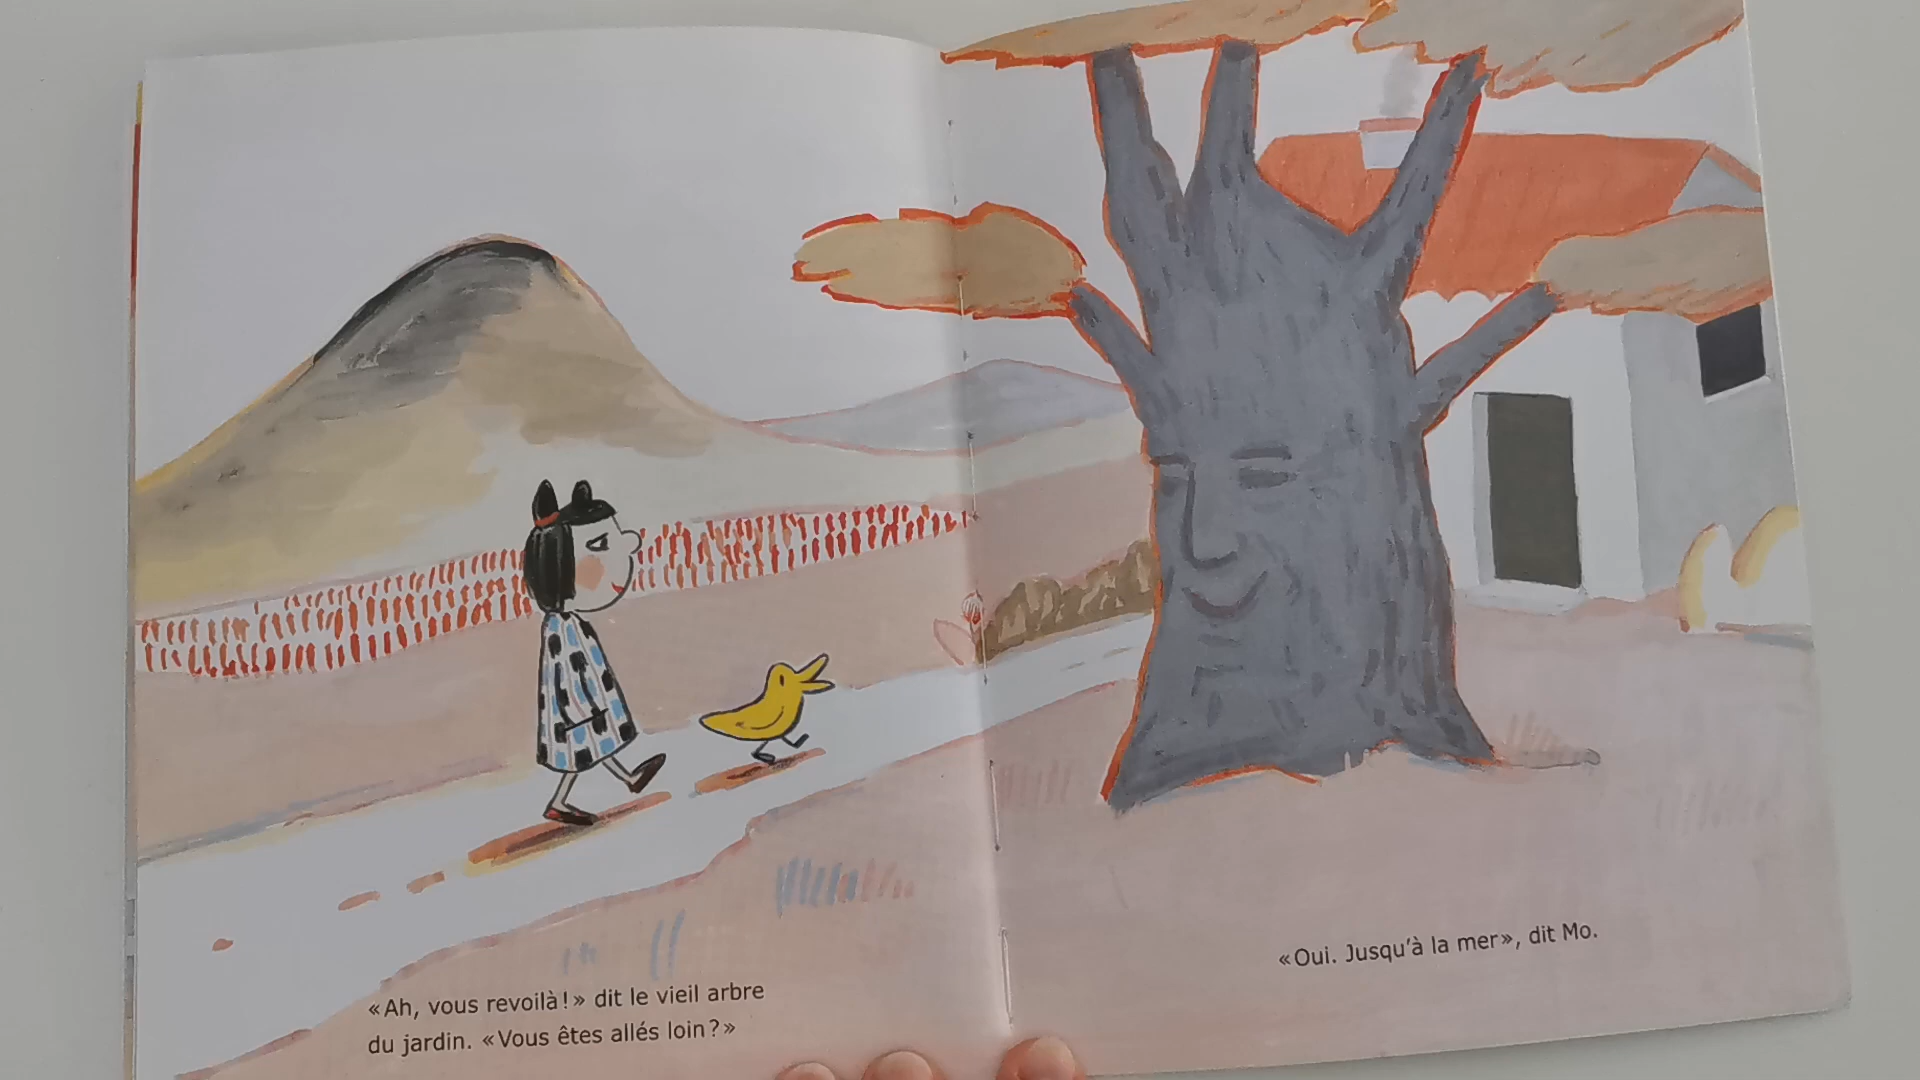 «Ah, vous revoilà!» dit le vieil arbre
du jardin. «Vous êtes allés loin?»
«Oui. Jusqu'à la mer», dit Mo.